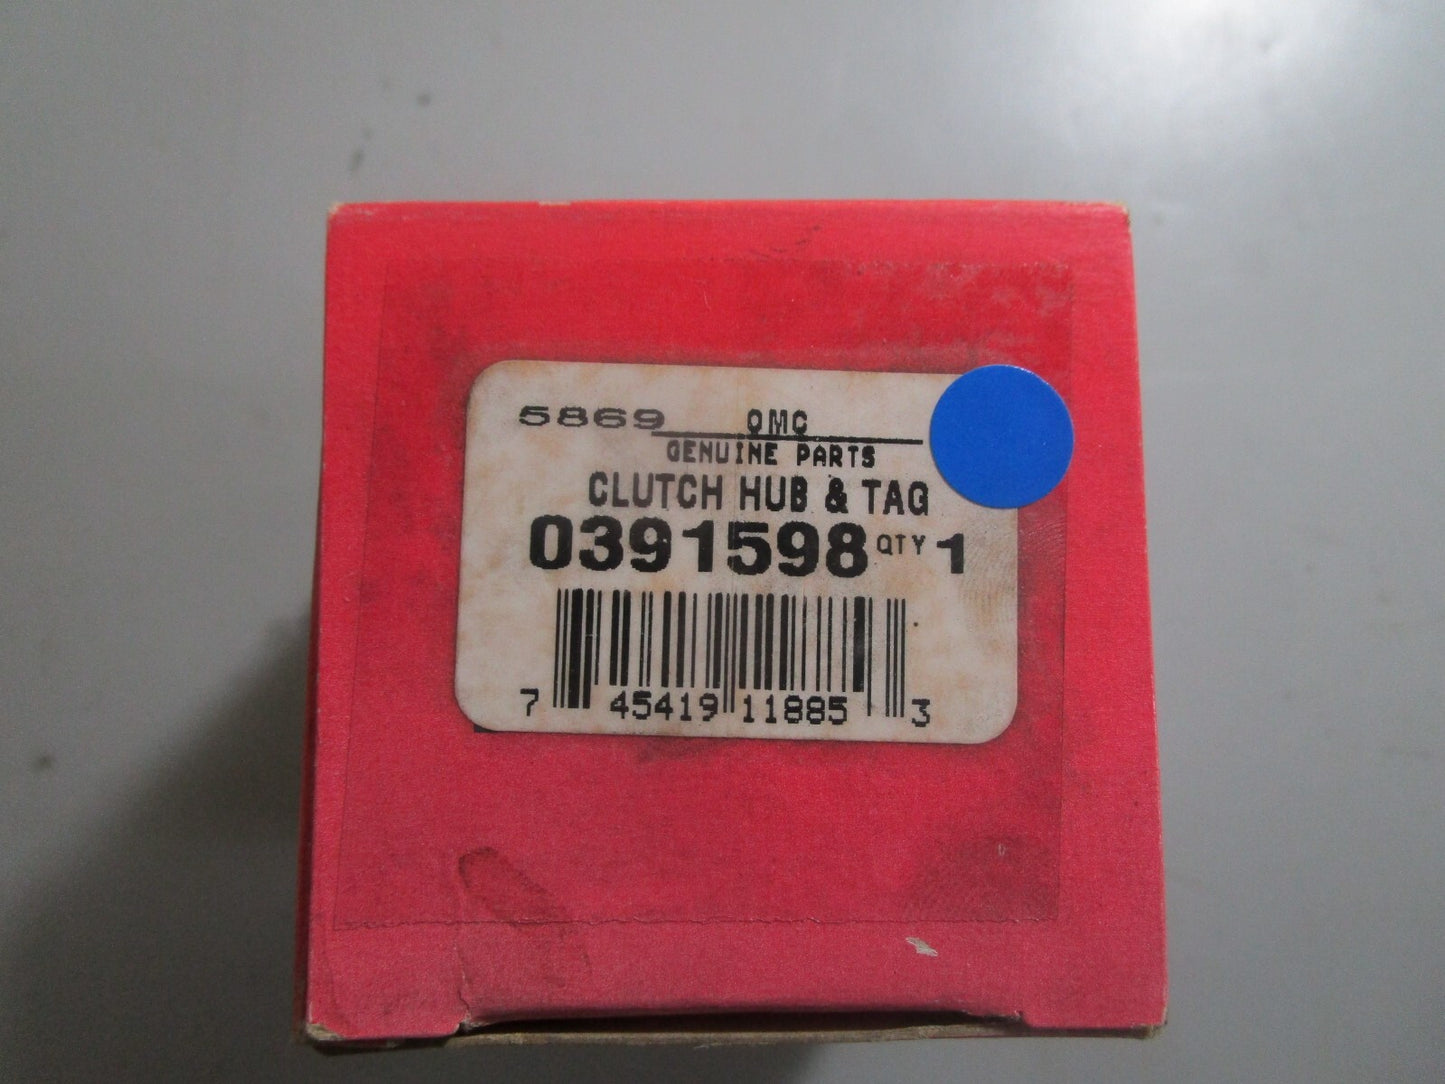 5869 OMC
GENUINE PARTS
CLUTCH HUB & TAG
0391598 QTY 1
7 45419 11885 3